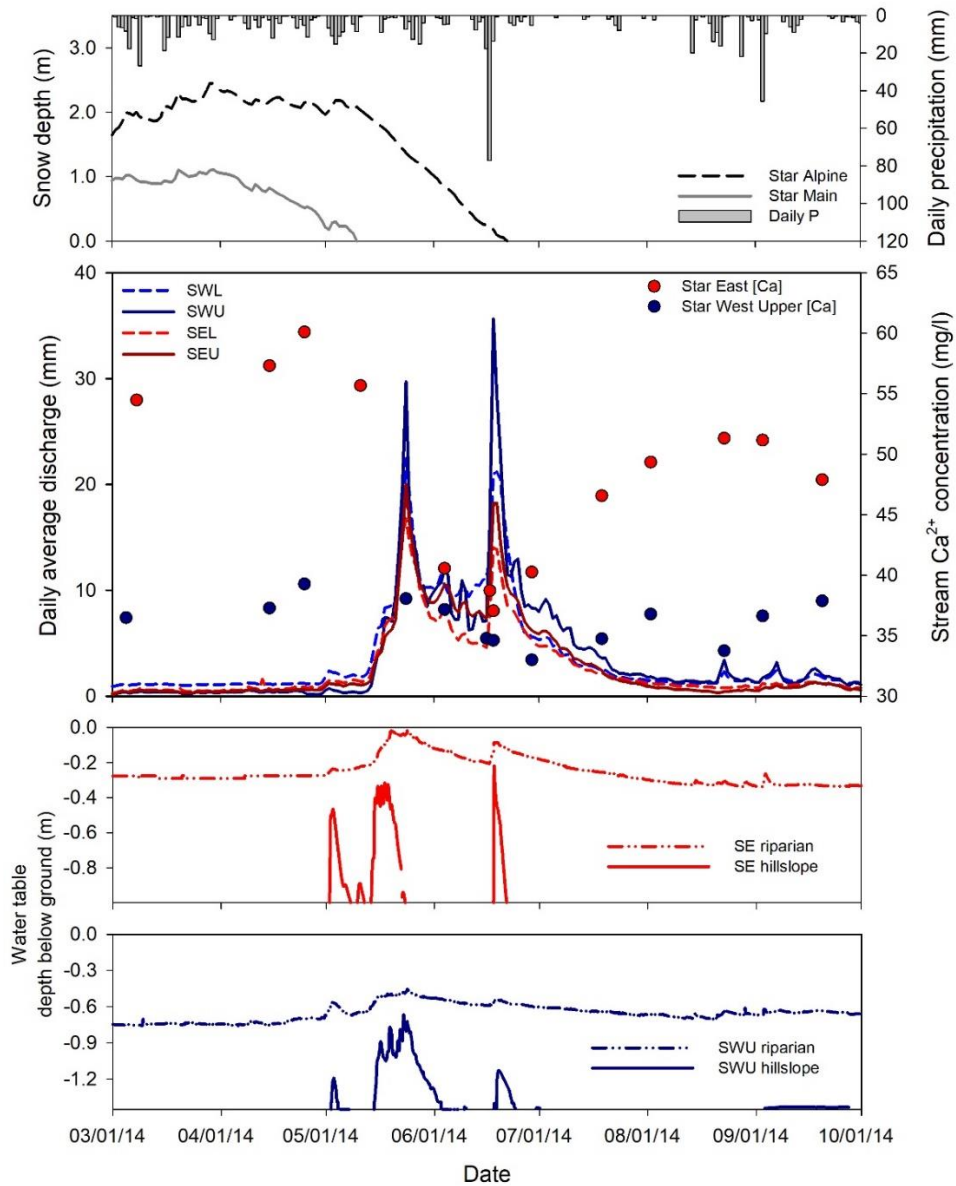 Snow depth (m)
3.0
2.0
1.0
0.0
Star Alpine
Star Main
Daily P
0
20
40
60
80
100
120
Daily precipitation (mm)
Daily average discharge (mm)
40
30
20
10
0
SWL
SWU
SEL
SEU
Star East [Ca]
Star West Upper [Ca]
65
60
55
50
45
40
35
30
Stream Ca²⁺ concentration (mg/l)
Water table
depth below ground (m)
0.0
-0.2
-0.4
-0.6
-0.8
SE riparian
SE hillslope
0.0
-0.3
-0.6
-0.9
-1.2
SWU riparian
SWU hillslope
03/01/14 04/01/14 05/01/14 06/01/14 07/01/14 08/01/14 09/01/14 10/01/14
Date